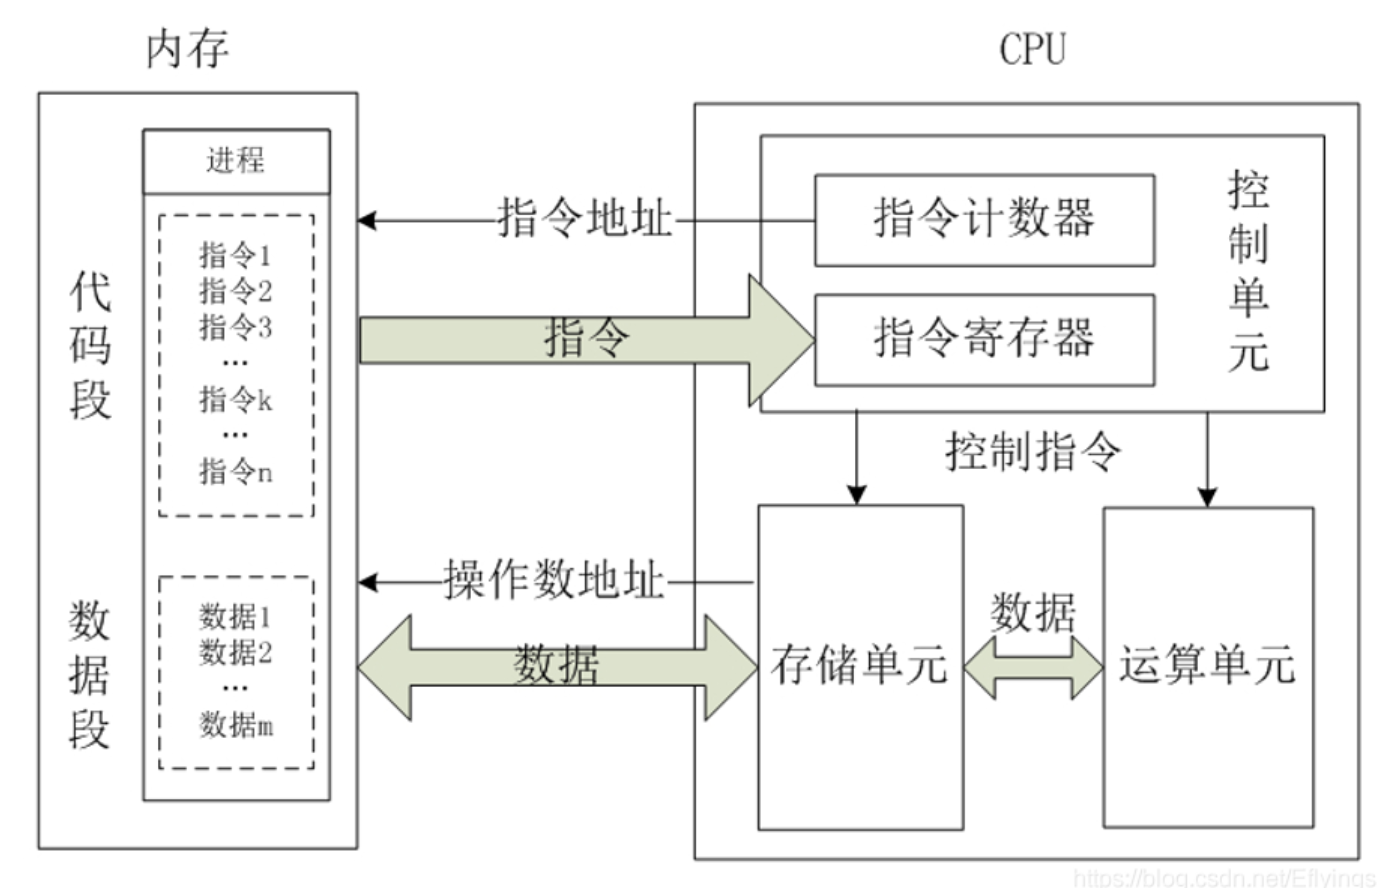 内存
CPU
进程
代码段
指令1
指令2
指令3
...
指令k
...
指令n
数据段
数据1
数据2
...
数据m
指令地址
指令
操作数地址
数据
指令计数器
指令寄存器
控制单元
控制指令
存储单元
数据
运算单元
https://blog.csdn.net/Eflyings